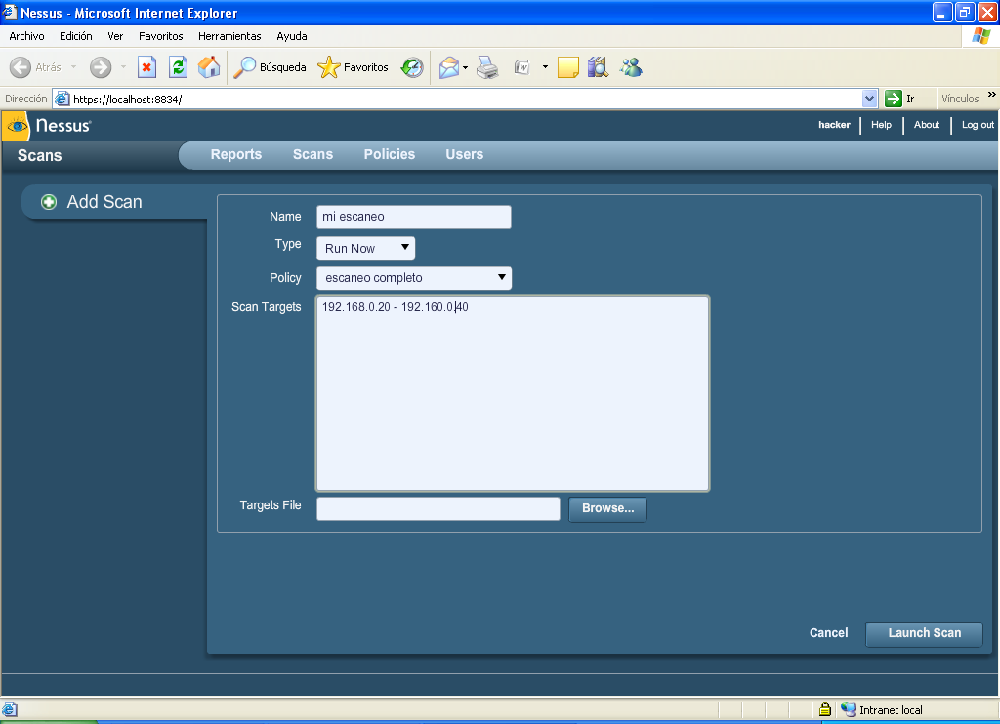 Nessus - Microsoft Internet Explorer
Archivo Edición Ver Favoritos Herramientas Ayuda
Atrás Búsqueda Favoritos
Dirección https://localhost:8834/ Ir Vínculos »
Nessus hacker Help About Log out
Scans Reports Scans Policies Users
Add Scan
Name mi escaneo
Type Run Now
Policy escaneo completo
Scan Targets 192.168.0.20 - 192.160.0.40
Targets File Browse...
Cancel Launch Scan
Intranet local